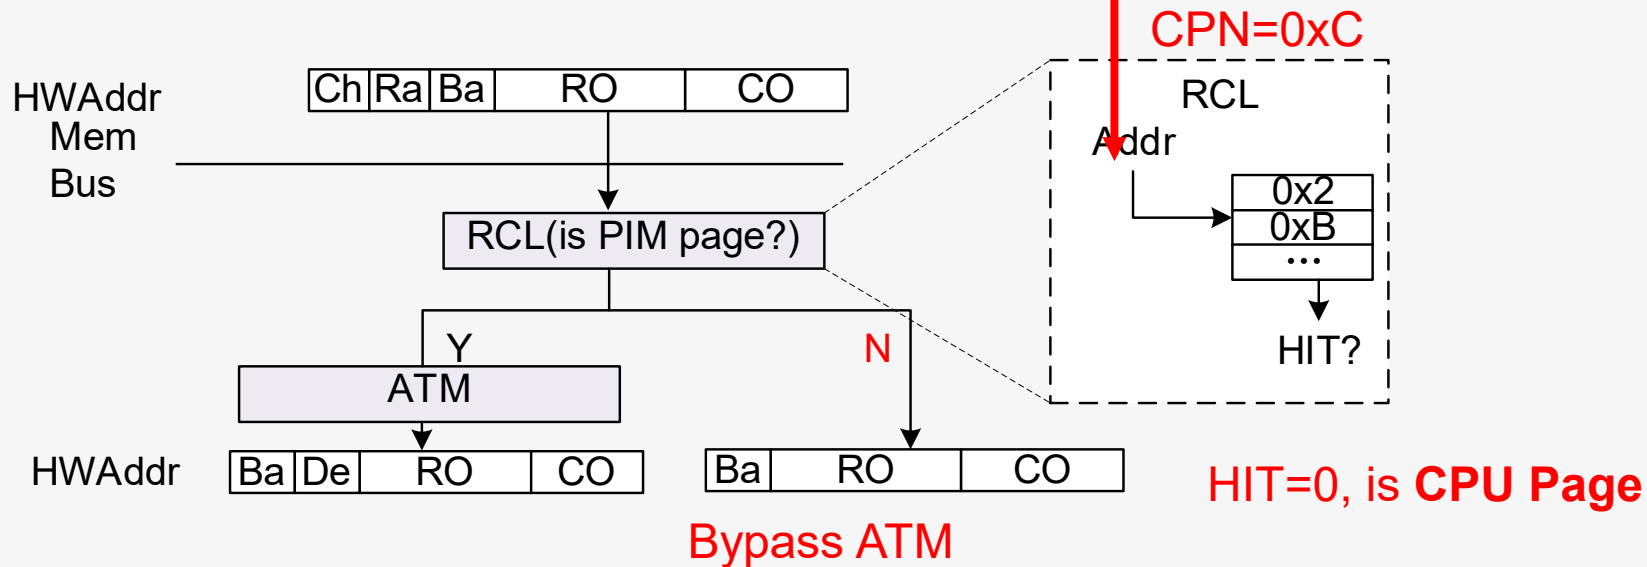 CPN=0xC
HWAddr
Ch Ra Ba RO CO
RCL
Mem
Addr
Bus
0x2
RCL(is PIM page?)
0xB
...
Y
N
HIT?
ATM
HWAddr
Ba De RO CO
Ba RO CO
HIT=0, is CPU Page
Bypass ATM